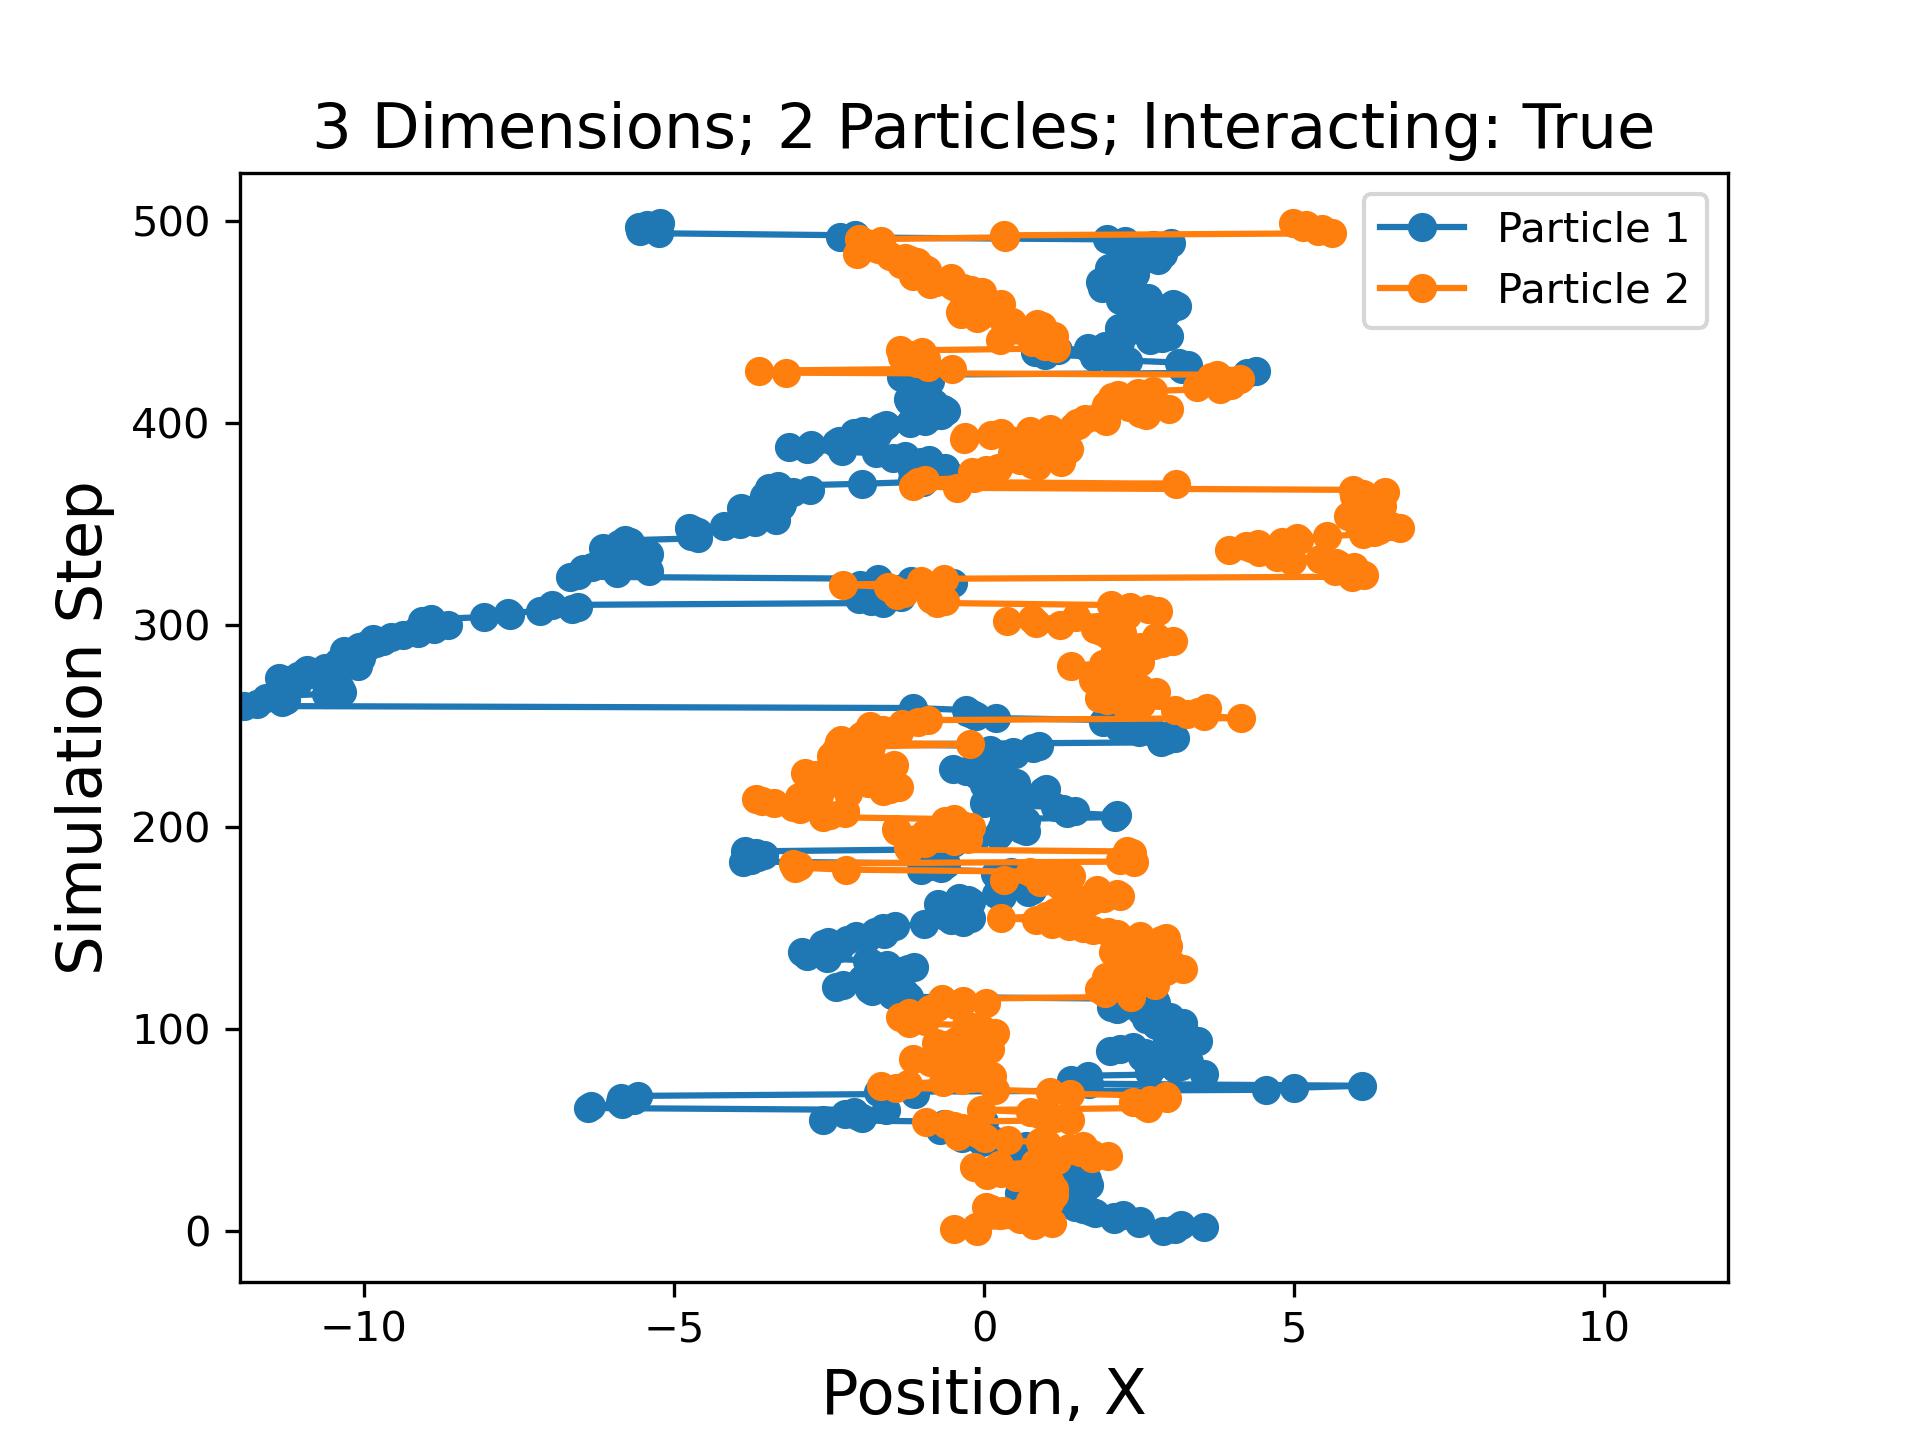 3 Dimensions; 2 Particles; Interacting: True
Particle 1
Particle 2
Simulation Step
500
400
300
200
100
0
−10
−5
0
5
10
Position, X